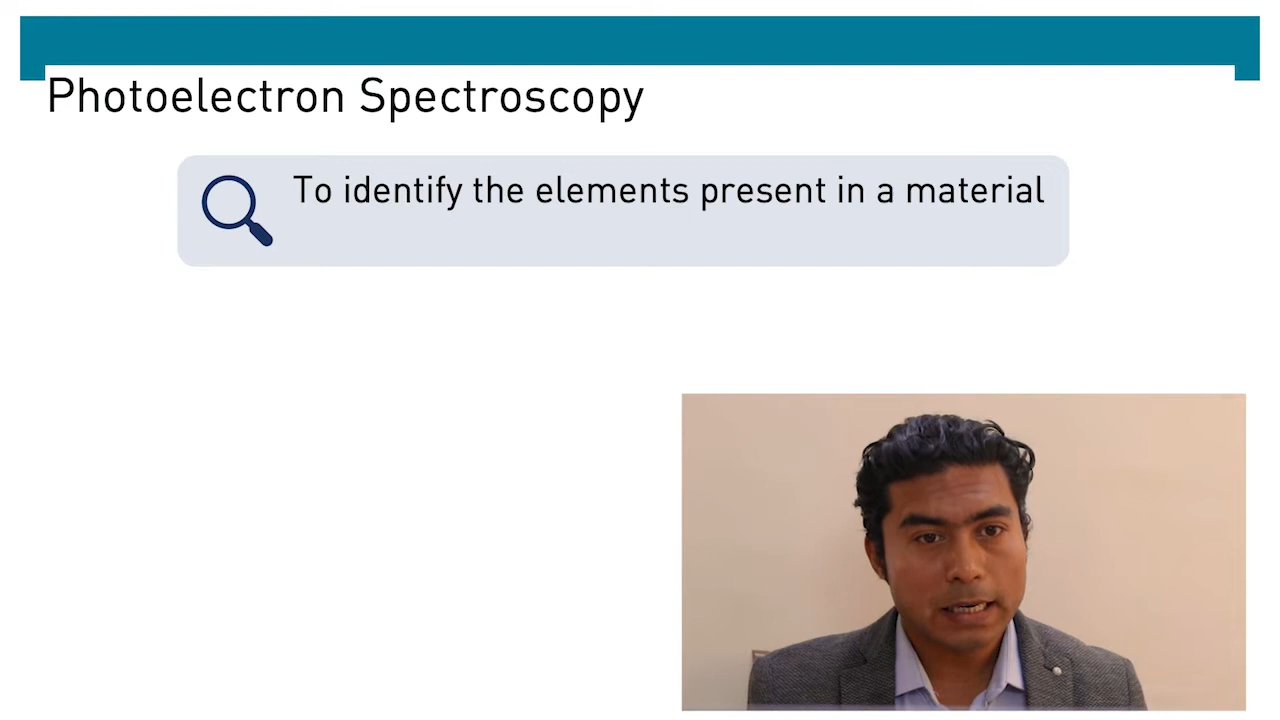 Photoelectron Spectroscopy
To identify the elements present in a material